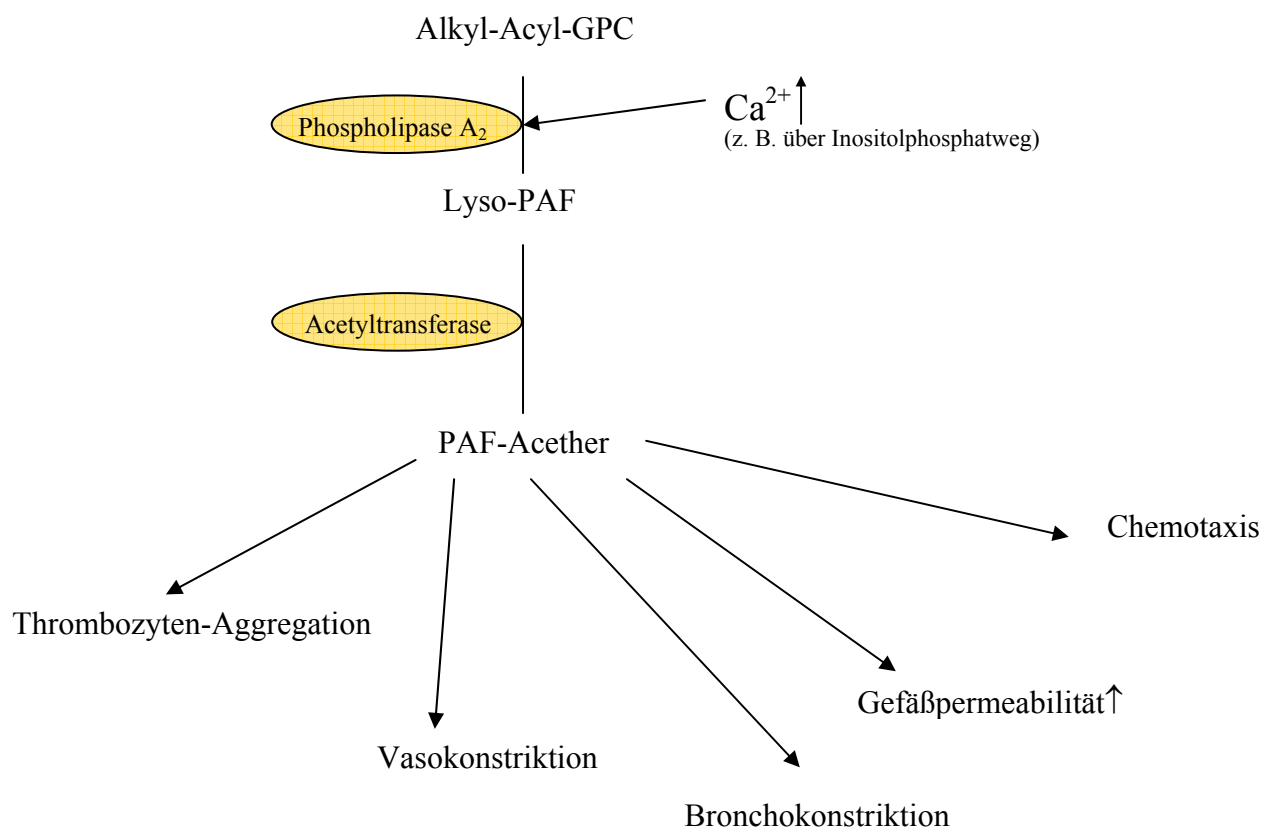 Alkyl-Acyl-GPC
Phospholipase A₂
Ca²⁺↑
(z. B. über Inositolphosphatweg)
Lyso-PAF
Acetyltransferase
PAF-Acether
Chemotaxis
Thrombozyten-Aggregation
Gefäßpermeabilität↑
Vasokonstriktion
Bronchokonstriktion